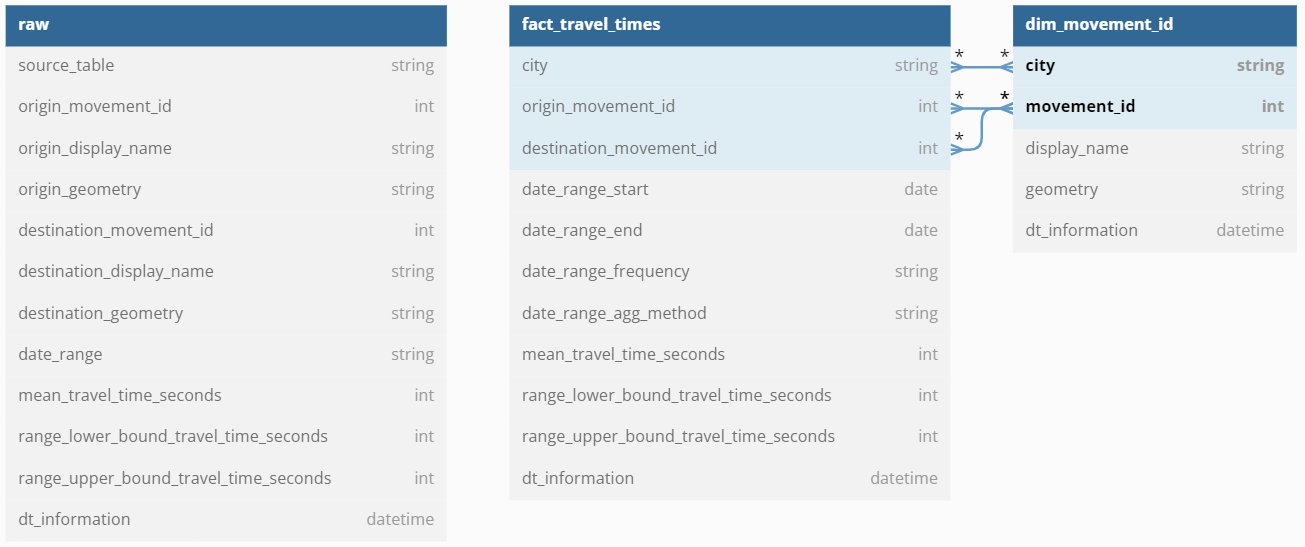 raw
source_table string
origin_movement_id int
origin_display_name string
origin_geometry string
destination_movement_id int
destination_display_name string
destination_geometry string
date_range string
mean_travel_time_seconds int
range_lower_bound_travel_time_seconds int
range_upper_bound_travel_time_seconds int
dt_information datetime
fact_travel_times
city string
origin_movement_id int
destination_movement_id int
date_range_start date
date_range_end date
date_range_frequency string
date_range_agg_method string
mean_travel_time_seconds int
range_lower_bound_travel_time_seconds int
range_upper_bound_travel_time_seconds int
dt_information datetime
* *
* *
*
dim_movement_id
city string
movement_id int
display_name string
geometry string
dt_information datetime